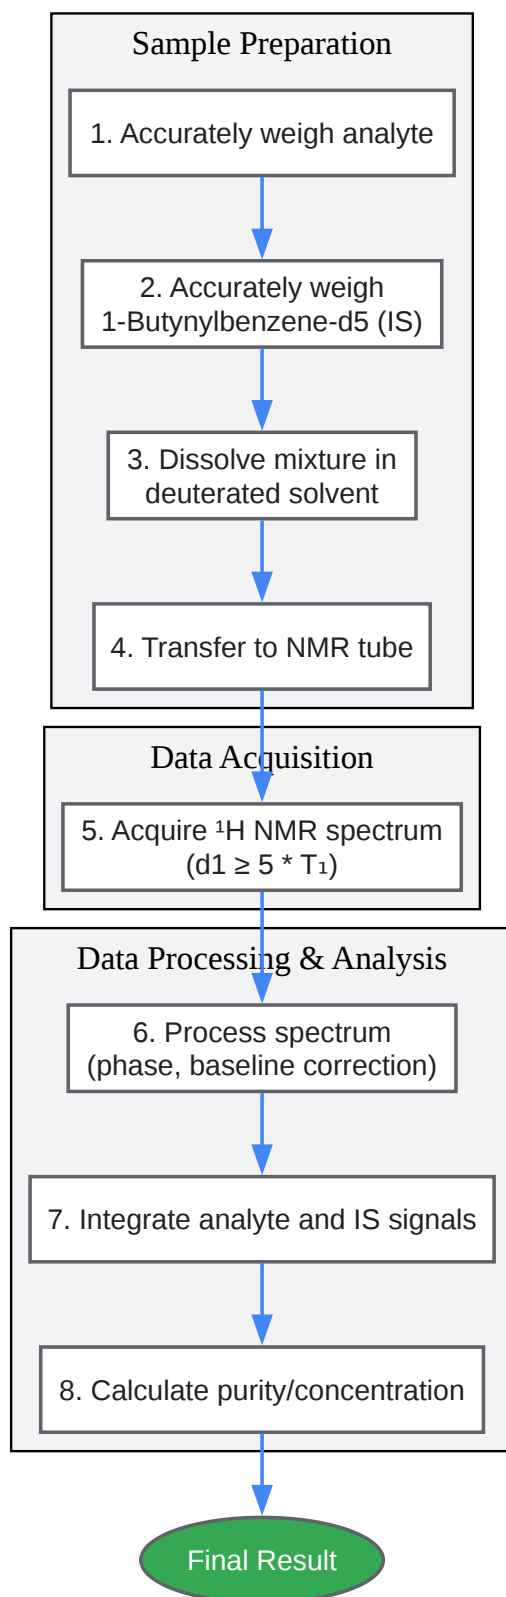 Sample Preparation
1. Accurately weigh analyte
2. Accurately weigh
1-Butynylbenzene-d5 (IS)
3. Dissolve mixture in
deuterated solvent
4. Transfer to NMR tube
Data Acquisition
5. Acquire ¹H NMR spectrum
(d1 ≥ 5 * T₁)
Data Processing & Analysis
6. Process spectrum
(phase, baseline correction)
7. Integrate analyte and IS signals
8. Calculate purity/concentration
Final Result